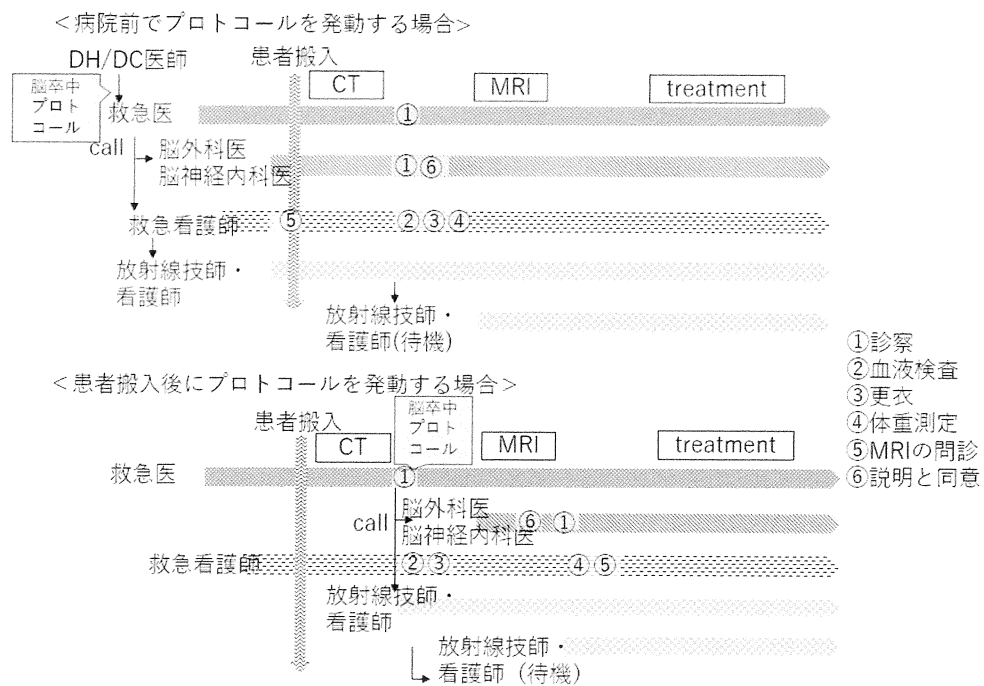 <病院前でプロトコールを発動する場合>
DH/DC医師
患者搬入
脳卒中
プロト
コール
CT
MRI
treatment
救急医
①
call
脳外科医
脳神経内科医
①⑥
救急看護師
⑤
②③④
放射線技師・
看護師
放射線技師・
看護師(待機)
①診察
②血液検査
③更衣
④体重測定
⑤MRIの問診
⑥説明と同意
<患者搬入後にプロトコールを発動する場合>
患者搬入
脳卒中
プロト
コール
CT
MRI
treatment
救急医
①
call
脳外科医
脳神経内科医
⑥ ①
救急看護師
②③
④⑤
放射線技師・
看護師
放射線技師・
看護師（待機）